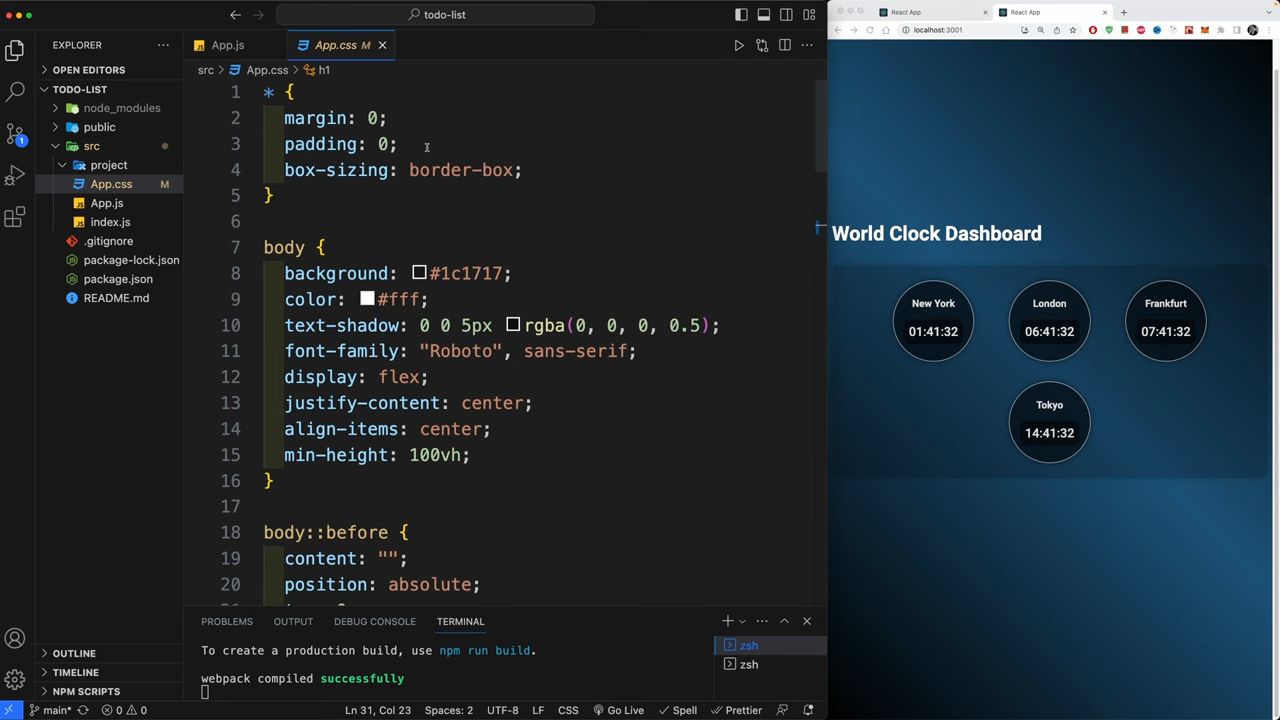 todo-list
EXPLORER
OPEN EDITORS
TODO-LIST
node_modules
public
src
project
App.css M
App.js
index.js
.gitignore
package-lock.json
package.json
README.md
OUTLINE
TIMELINE
NPM SCRIPTS
App.js
App.css M
src > App.css > h1
1 * {
2 margin: 0;
3 padding: 0;
4 box-sizing: border-box;
5 }
6
7 body {
8 background: #1c1717;
9 color: #fff;
10 text-shadow: 0 0 5px rgba(0, 0, 0, 0.5);
11 font-family: "Roboto", sans-serif;
12 display: flex;
13 justify-content: center;
14 align-items: center;
15 min-height: 100vh;
16 }
17
18 body::before {
19 content: "";
20 position: absolute;
PROBLEMS OUTPUT DEBUG CONSOLE TERMINAL
To create a production build, use npm run build.
webpack compiled successfully
zsh
zsh
main* 0 0 Ln 31, Col 23 Spaces: 2 UTF-8 LF CSS Go Live Spell Prettier
React App
React App
localhost:3001
World Clock Dashboard
New York
01:41:32
London
06:41:32
Frankfurt
07:41:32
Tokyo
14:41:32